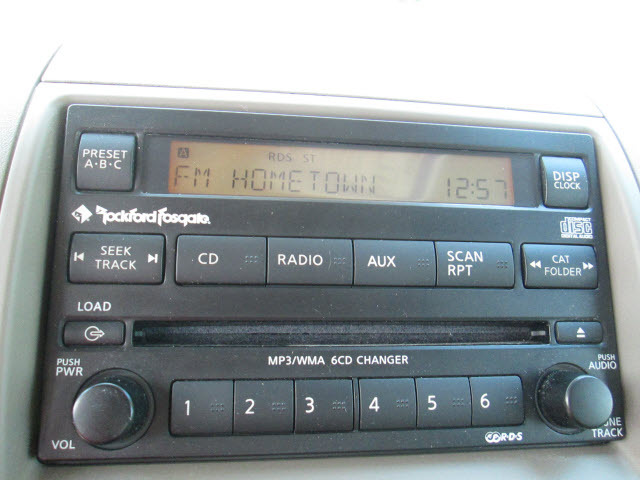 PRESET
A·B·C
A
RDS ST
FM HOMETOWN 12:57
DISP
CLOCK
Rockford Fosgate
COMPACT
disc
DIGITAL AUDIO
SEEK
TRACK
CD
RADIO
AUX
SCAN
RPT
CAT
FOLDER
LOAD
MP3/WMA 6CD CHANGER
PUSH
PWR
PUSH
AUDIO
1 2 3 4 5 6
VOL
R·D·S
TRACK